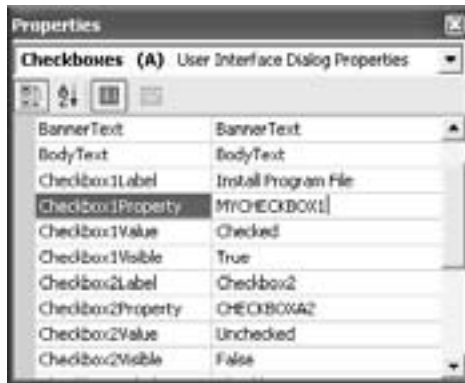 Properties
Checkboxes (A) User Interface Dialog Properties
BannerText BannerText
BodyText BodyText
Checkbox1Label Install Program File
Checkbox1Property MYCHECKBOX1
Checkbox1Value Checked
Checkbox1Visible True
Checkbox2Label Checkbox2
Checkbox2Property CHECKBOXA2
Checkbox2Value Unchecked
Checkbox2Visible False